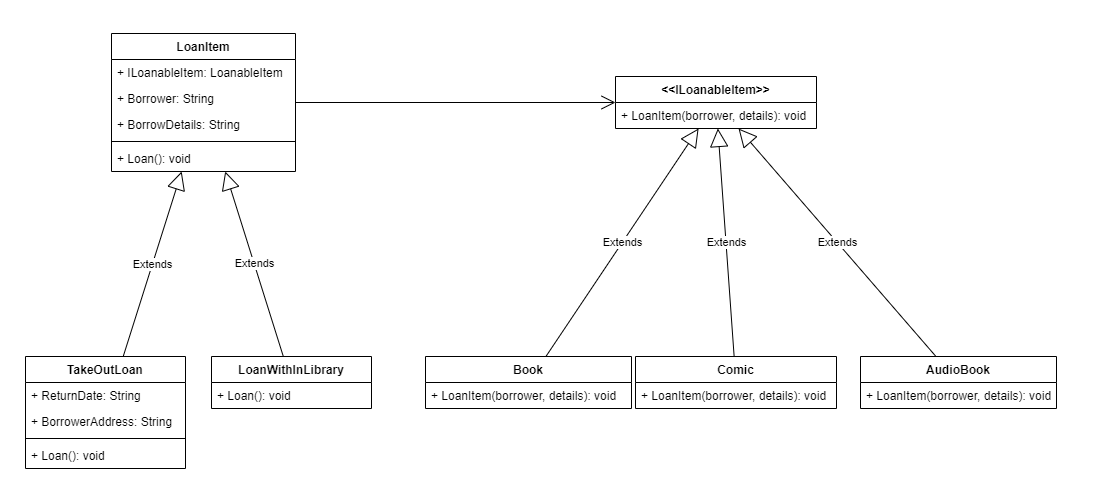 LoanItem
+ ILoanableItem: LoanableItem
+ Borrower: String
+ BorrowDetails: String
+ Loan(): void
<<ILoanableItem>>
+ LoanItem(borrower, details): void
Extends
Extends
Extends
Extends
Extends
TakeOutLoan
+ ReturnDate: String
+ BorrowerAddress: String
+ Loan(): void
LoanWithInLibrary
+ Loan(): void
Book
+ LoanItem(borrower, details): void
Comic
+ LoanItem(borrower, details): void
AudioBook
+ LoanItem(borrower, details): void